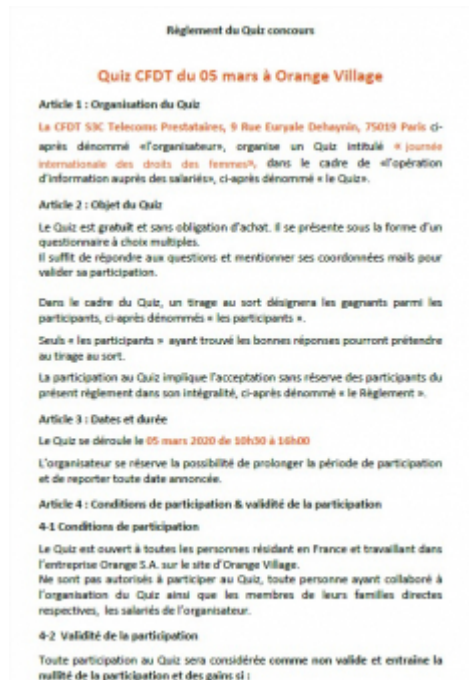 Règlement du Quiz concours
Quiz CFDT du 05 mars à Orange Village
Article 1 : Organisation du Quiz
La CFDT S3C Telecoms Prestataires, 9 Rue Euryale Dehaynin, 75019 Paris ci-
après dénommé «l'organisateur», organise un Quiz intitulé « journée
internationale des droits des femmes», dans le cadre de «l'opération
d'information auprès des salariés», ci-après dénommé « le Quiz».
Article 2 : Objet du Quiz
Le Quiz est gratuit et sans obligation d'achat. Il se présente sous la forme d'un
questionnaire à choix multiples.
Il suffit de répondre aux questions et mentionner ses coordonnées mails pour
valider sa participation.
Dans le cadre du Quiz, un tirage au sort désignera les gagnants parmi les
participants, ci-après dénommés « les participants ».
Seuls « les participants » ayant trouvé les bonnes réponses pourront prétendre
au tirage au sort.
La participation au Quiz implique l'acceptation sans réserve des participants du
présent règlement dans son intégralité, ci-après dénommé « le Règlement ».
Article 3 : Dates et durée
Le Quiz se déroule le 05 mars 2020 de 10h30 à 16h00
L'organisateur se réserve la possibilité de prolonger la période de participation
et de reporter toute date annoncée.
Article 4 : Conditions de participation & validité de la participation
4-1 Conditions de participation
Le Quiz est ouvert à toutes les personnes résidant en France et travaillant dans
l'entreprise Orange S.A. sur le site d'Orange Village.
Ne sont pas autorisés à participer au Quiz, toute personne ayant collaboré à
l'organisation du Quiz ainsi que les membres de leurs familles directes
respectives, les salariés de l'organisateur.
4-2 Validité de la participation
Toute participation au Quiz sera considérée comme non valide et entraîne la
nullité de la participation et des gains si :